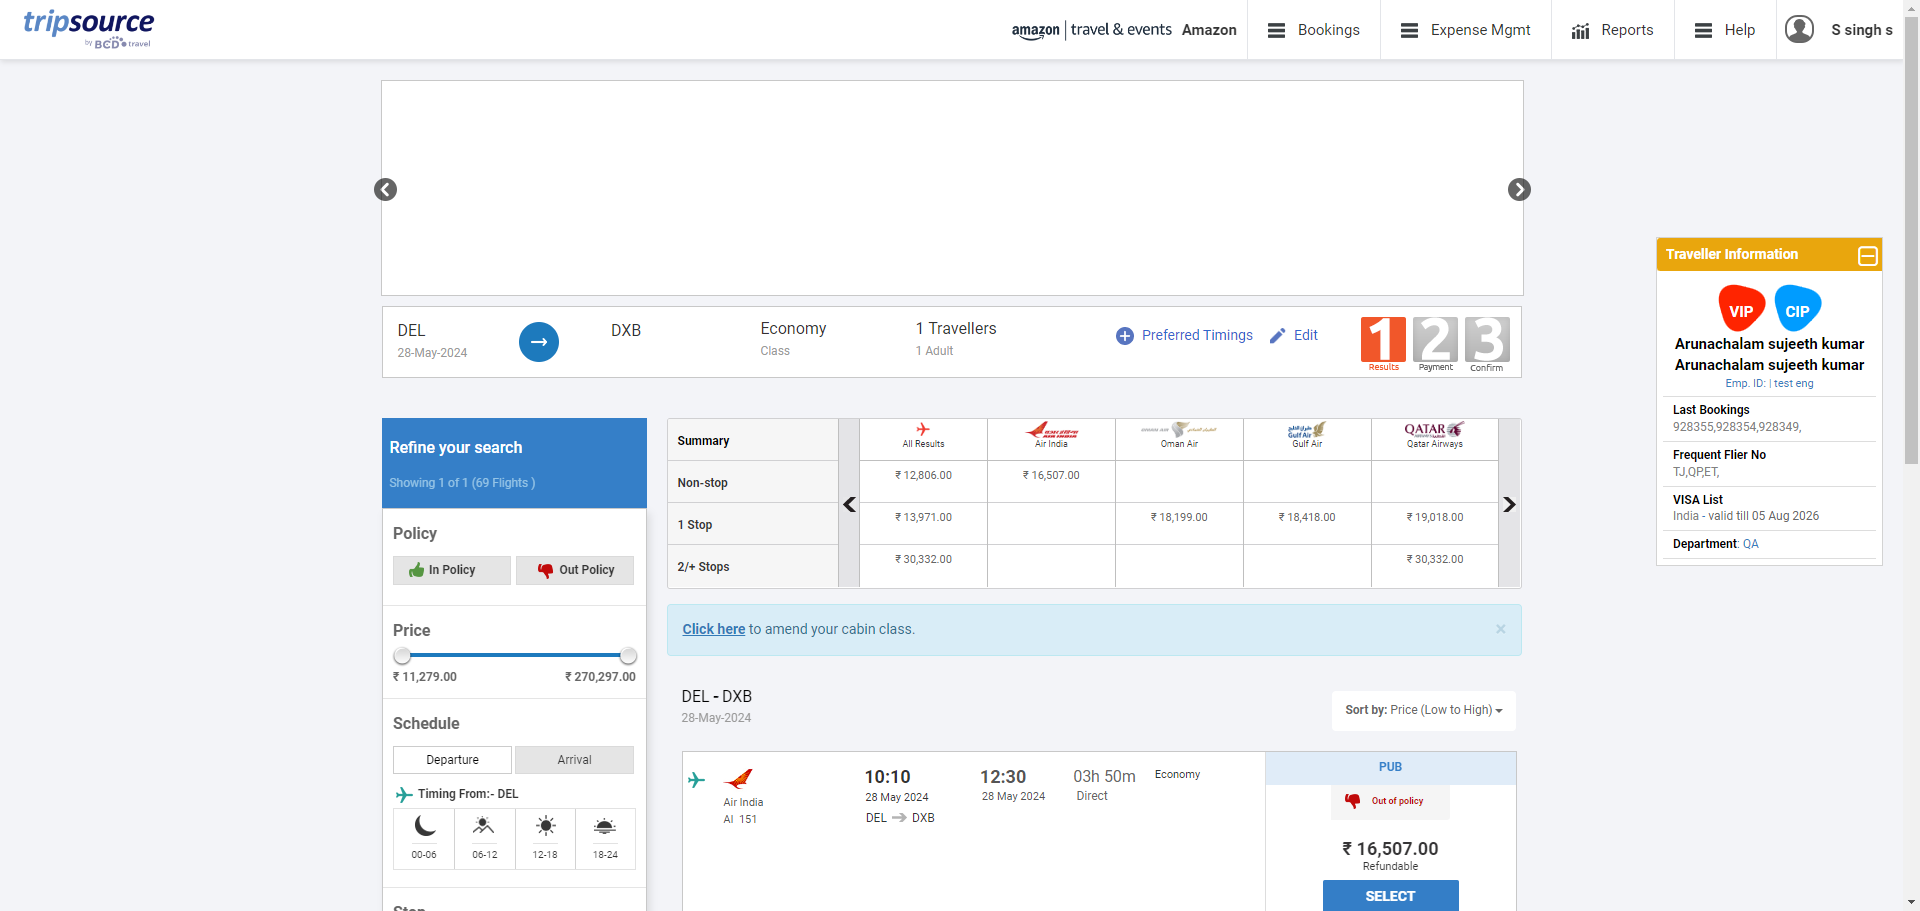 tripsource
by BCD travel
amazon travel & events Amazon
Bookings
Expense Mgmt
Reports
Help
S singh s
DEL
28-May-2024
DXB
Economy
Class
1 Travellers
1 Adult
Preferred Timings
Edit
1 2 3
Results Payment Confirm
Traveller Information
VIP CIP
Arunachalam sujeeth kumar
Arunachalam sujeeth kumar
Emp. ID: | test eng
Last Bookings
928355,928354,928349,
Frequent Flier No
TJ,QP,ET,
VISA List
India - valid till 05 Aug 2026
Department: QA
Refine your search
Showing 1 of 1 (69 Flights )
Policy
In Policy Out Policy
Price
₹ 11,279.00 ₹ 270,297.00
Schedule
Departure Arrival
Timing From:- DEL
00-06 06-12 12-18 18-24
Summary All Results Air India Oman Air Gulf Air QATAR Qatar Airways
Non-stop ₹ 12,806.00 ₹ 16,507.00
1 Stop ₹ 13,971.00 ₹ 18,199.00 ₹ 18,418.00 ₹ 19,018.00
2/+ Stops ₹ 30,332.00 ₹ 30,332.00
Click here to amend your cabin class. ×
DEL - DXB
28-May-2024
Sort by: Price (Low to High)
Air India
AI 151
10:10
28 May 2024
DEL DXB
12:30
28 May 2024
03h 50m
Direct
Economy
PUB
Out of policy
₹ 16,507.00
Refundable
SELECT